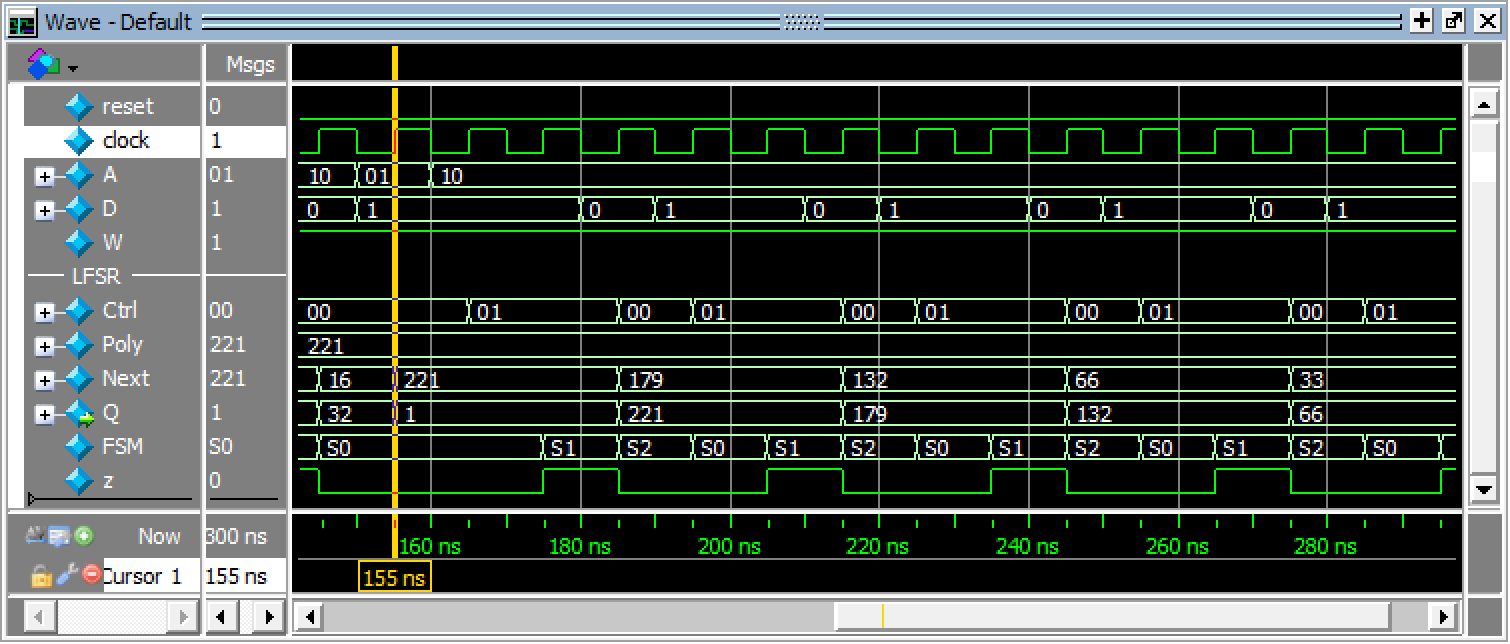 Wave - Default
Msgs
reset 0
clock 1
A 01 10 01 10
D 1 0 1 0 1 0 1 0 1 0 1
W 1
LFSR
Ctrl 00 00 01 00 01 00 01 00 01 00 01
Poly 221 221
Next 221 16 221 179 132 66 33
Q 1 32 1 221 179 132 66
FSM S0 S0 S1 S2 S0 S1 S2 S0 S1 S2 S0 S1 S2 S0
z 0
Now 300 ns 160 ns 180 ns 200 ns 220 ns 240 ns 260 ns 280 ns
Cursor 1 155 ns 155 ns